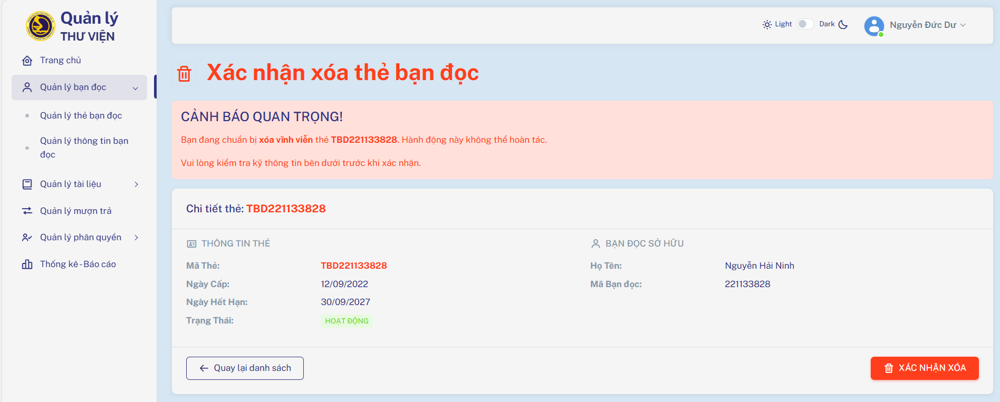 Quản lý
THƯ VIỆN
Trang chủ
Quản lý bạn đọc
Quản lý thẻ bạn đọc
Quản lý thông tin bạn
đọc
Quản lý tài liệu
Quản lý mượn trả
Quản lý phân quyền
Thống kê - Báo cáo
Light
Dark
Nguyễn Đức Dư
Xác nhận xóa thẻ bạn đọc
CẢNH BÁO QUAN TRỌNG!
Bạn đang chuẩn bị xóa vĩnh viễn thẻ TBD221133828. Hành động này không thể hoàn tác.
Vui lòng kiểm tra kỹ thông tin bên dưới trước khi xác nhận.
Chi tiết thẻ: TBD221133828
THÔNG TIN THẺ
Mã Thẻ: TBD221133828
Ngày Cấp: 12/09/2022
Ngày Hết Hạn: 30/09/2027
Trạng Thái: HOẠT ĐỘNG
BẠN ĐỌC SỞ HỮU
Họ Tên: Nguyễn Hải Ninh
Mã Bạn đọc: 221133828
Quay lại danh sách
XÁC NHẬN XÓA